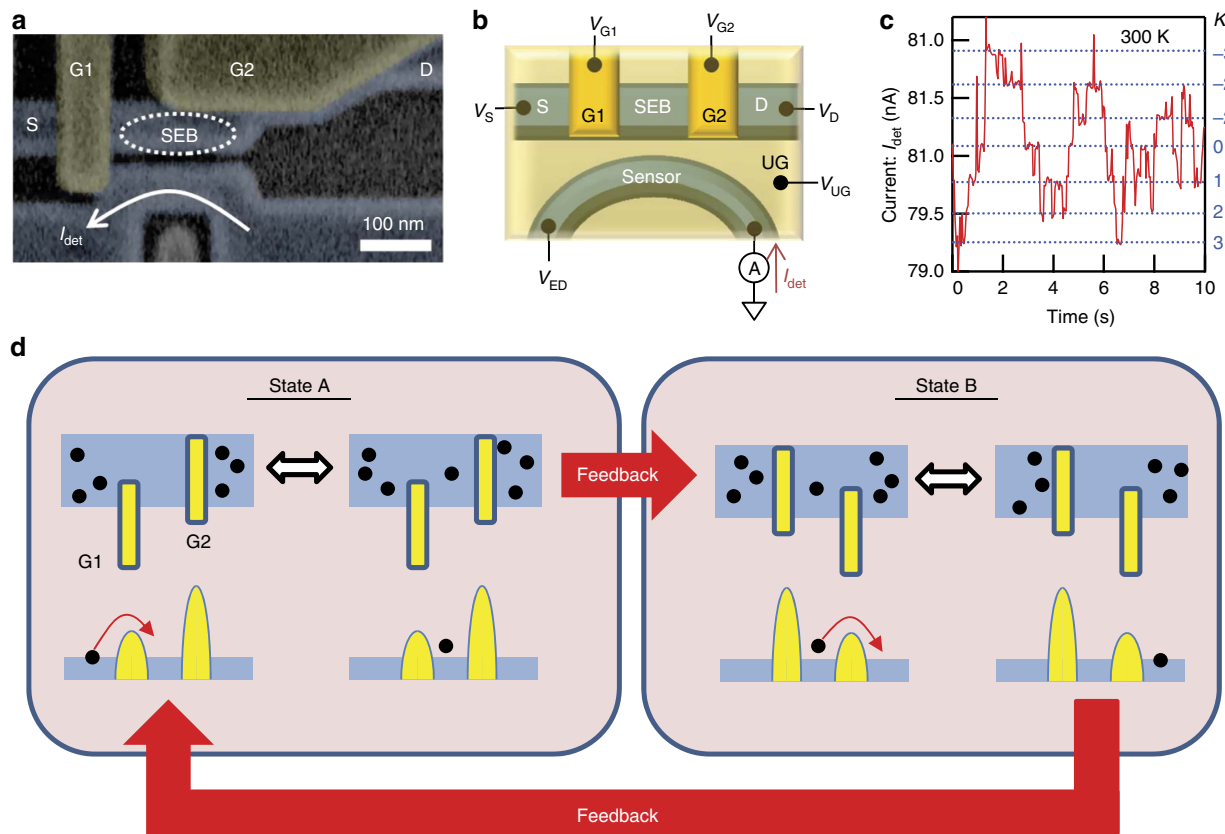 a
G1
G2
D
S
SEB
I_det
100 nm
b
V_G1
V_G2
V_S
S
G1
SEB
G2
D
V_D
Sensor
UG
V_UG
V_ED
A
I_det
c
300 K
K
Current: I_det (nA)
81.0
81.5
81.0
79.5
79.0
0
1
2
3
0
2
4
6
8
10
Time (s)
d
State A
State B
Feedback
G1
G2
Feedback